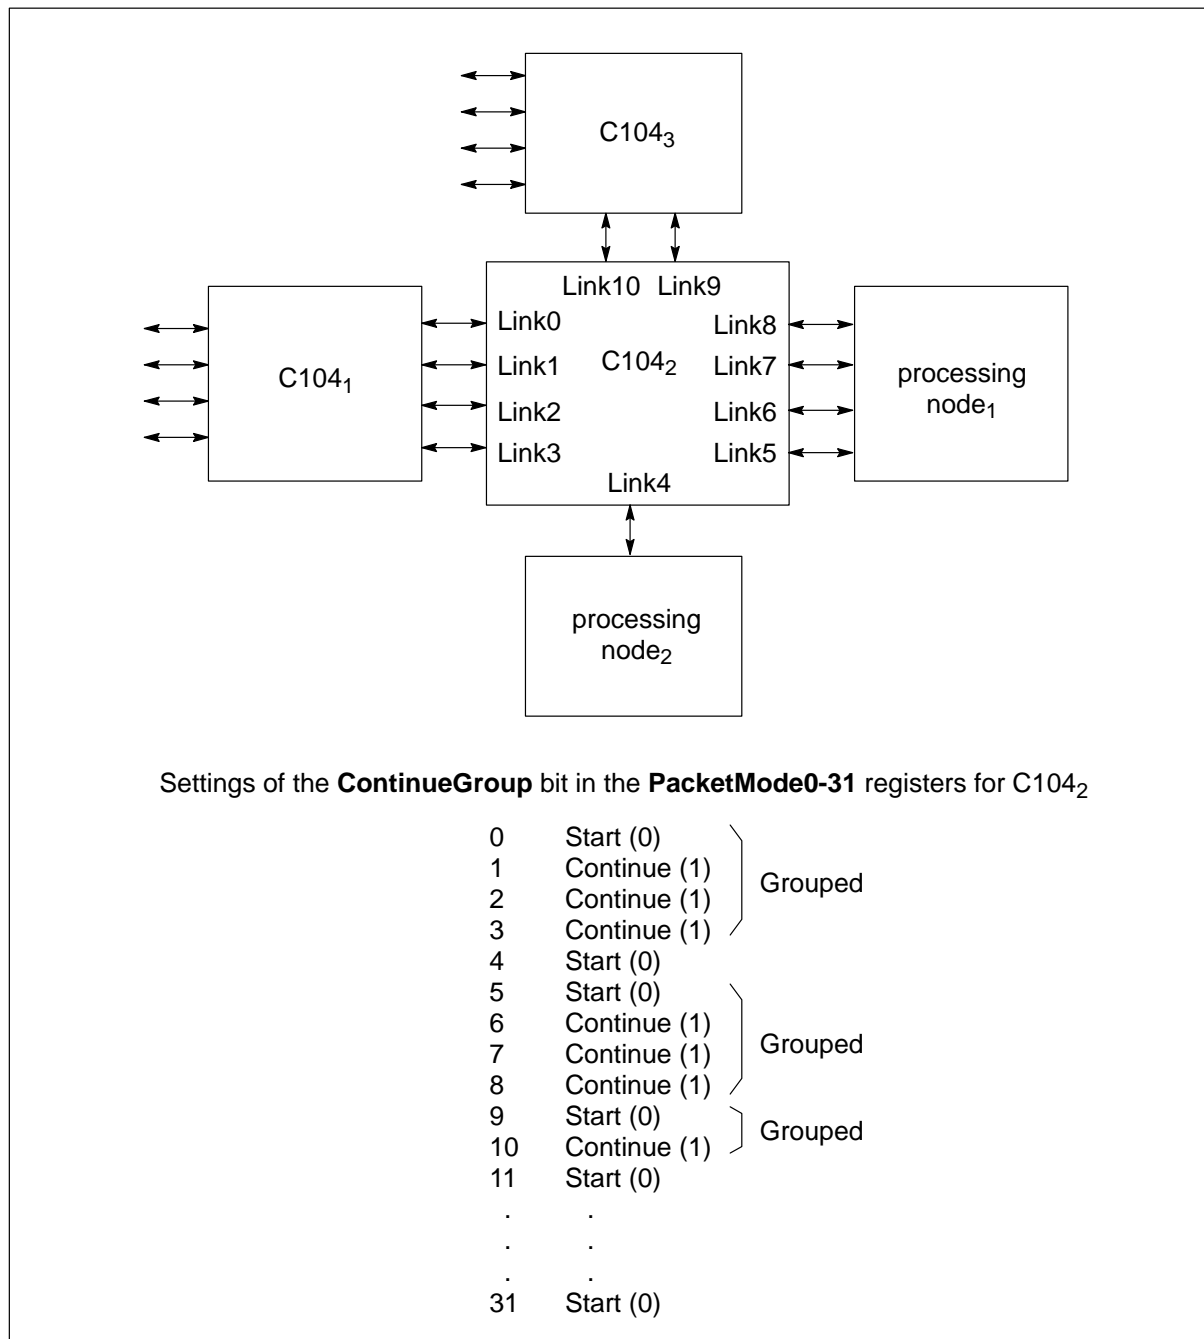 C104₃
Link10 Link9
Link0
Link8
C104₂
Link1
Link7
C104₁
processing
node₁
Link2
Link6
Link3
Link5
Link4
processing
node₂
Settings of the ContinueGroup bit in the PacketMode0-31 registers for C104₂
0 Start (0)
1 Continue (1)
Grouped
2 Continue (1)
3 Continue (1)
4 Start (0)
5 Start (0)
6 Continue (1)
7 Continue (1)
Grouped
8 Continue (1)
9 Start (0)
Grouped
10 Continue (1)
11 Start (0)
. .
. .
. .
31 Start (0)